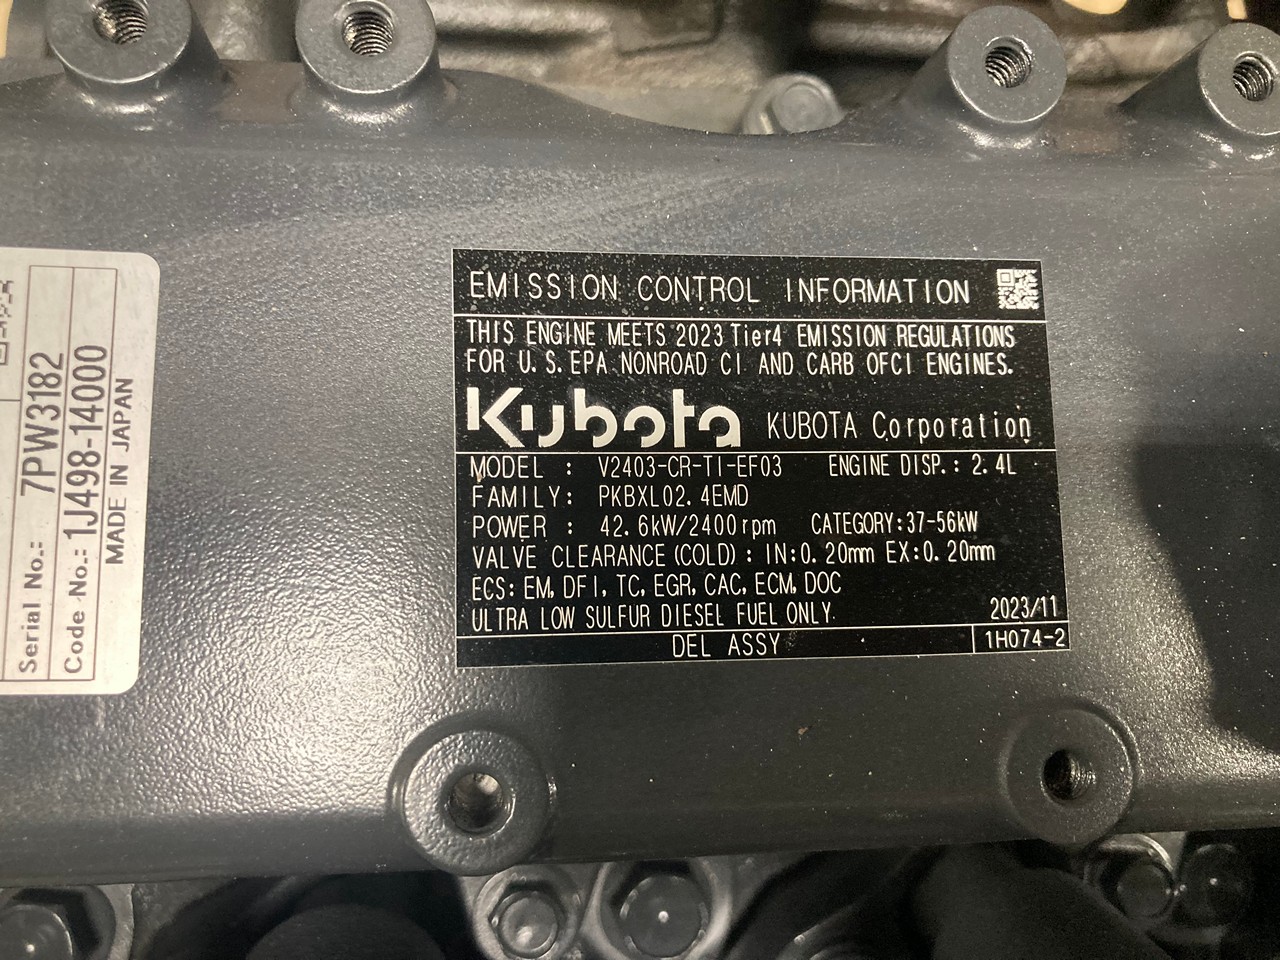 Serial No.: 7PW3182
Code No.: 1J498-14000
MADE IN JAPAN
EMISSION CONTROL INFORMATION
THIS ENGINE MEETS 2023 Tier4 EMISSION REGULATIONS
FOR U.S.EPA NONROAD CI AND CARB OFCI ENGINES.
Kubota KUBOTA Corporation
MODEL : V2403-CR-TI-EF03 ENGINE DISP.: 2.4L
FAMILY: PKBXL02.4EMD
POWER : 42.6kW/2400rpm CATEGORY:37-56kW
VALVE CLEARANCE(COLD) : IN:0.20mm EX:0.20mm
ECS: EM, DFI, TC, EGR, CAC, ECM, DOC
ULTRA LOW SULFUR DIESEL FUEL ONLY. 2023/11
DEL ASSY 1H074-2